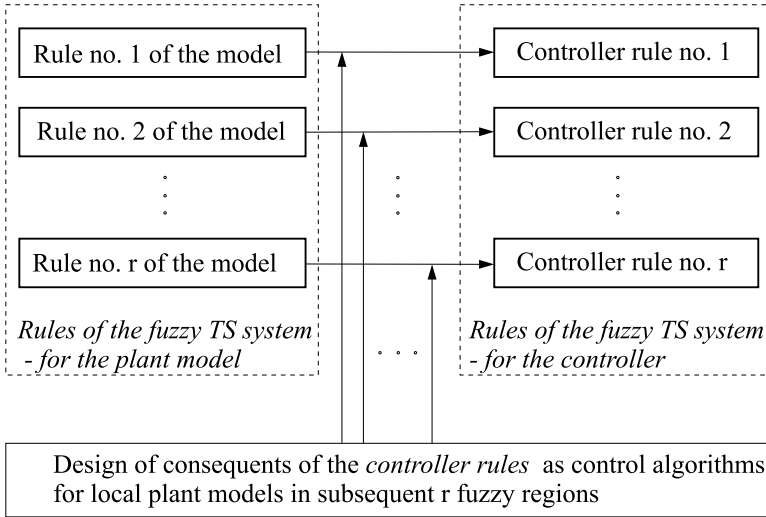 Rule no. 1 of the model
Controller rule no. 1
Rule no. 2 of the model
Controller rule no. 2
Rule no. r of the model
Controller rule no. r
Rules of the fuzzy TS system
- for the plant model
Rules of the fuzzy TS system
- for the controller
Design of consequents of the controller rules as control algorithms
for local plant models in subsequent r fuzzy regions